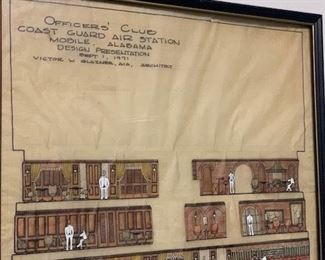 OFFICERS' CLUB
COAST GUARD AIR STATION
MOBILE ALABAMA
DESIGN PRESENTATION
SEPT 1, 1971
VICTOR W AIA, ARCHITECT